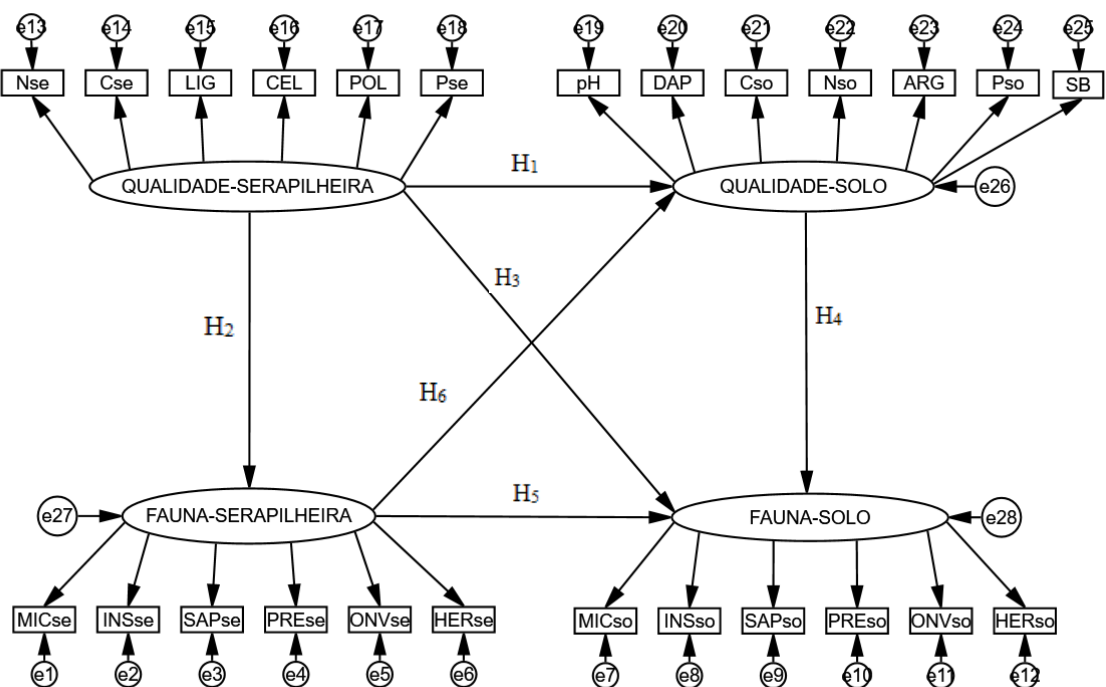 e13 e14 e15 e16 e17 e18 e19 e20 e21 e22 e23 e24 e25
Nse Cse LIG CEL POL Pse pH DAP Cso Nso ARG Pso SB
H1
QUALIDADE-SERAPILHEIRA QUALIDADE-SOLO e26
H3
H2 H4
H6
H5
e27 FAUNA-SERAPILHEIRA FAUNA-SOLO e28
MICse INSse SAPse PREse ONVse HERse MICso INSso SAPso PREso ONVso HERso
e1 e2 e3 e4 e5 e6 e7 e8 e9 e10 e11 e12